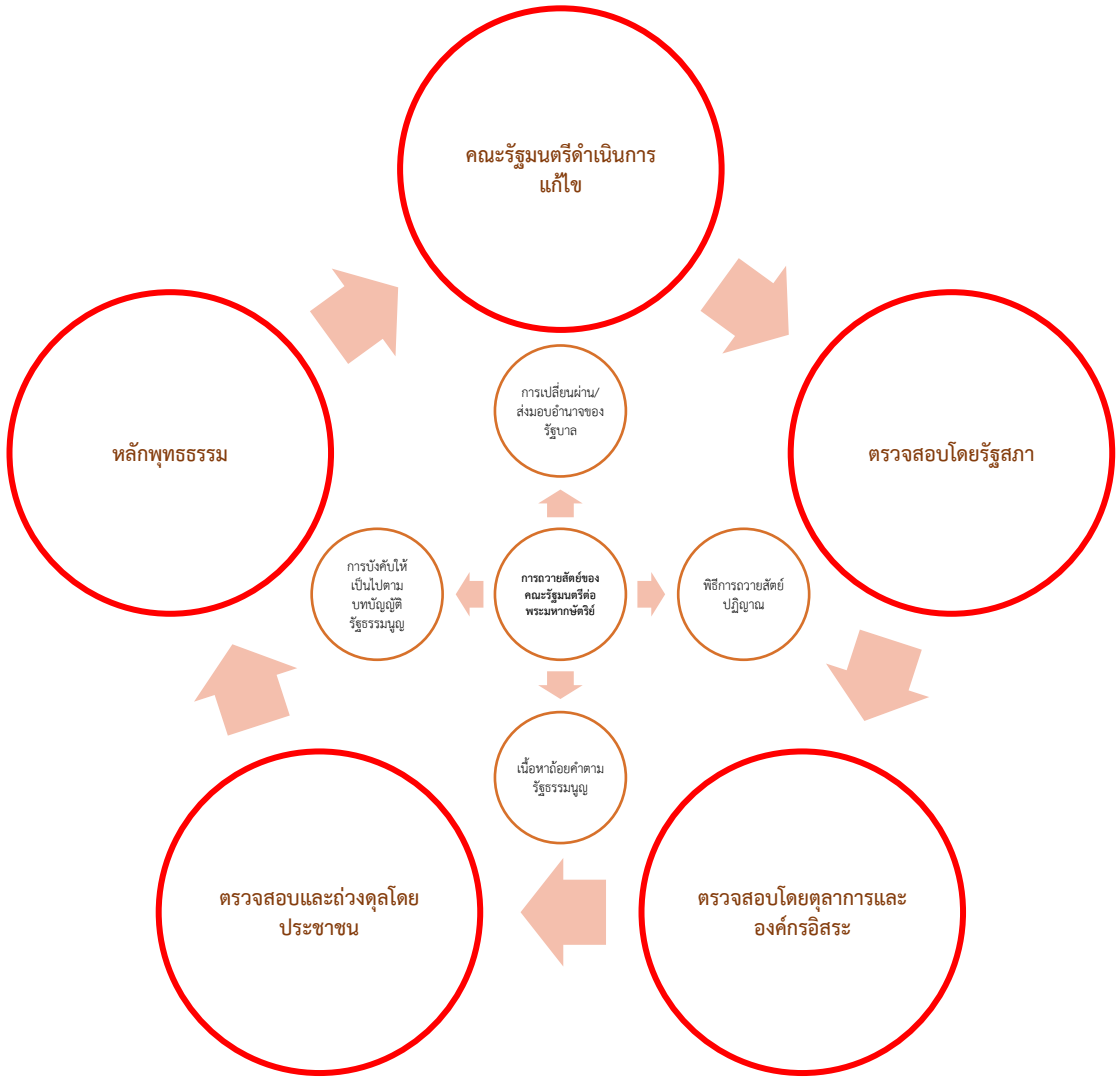 คณะรัฐมนตรีดำเนินการ
แก้ไข
การเปลี่ยนผ่าน/
ส่งมอบอำนาจของ
รัฐบาล
หลักพุทธธรรม
ตรวจสอบโดยรัฐสภา
การบังคับให้
เป็นไปตาม
บทบัญญัติ
รัฐธรรมนูญ
การถวายสัตย์ของ
คณะรัฐมนตรีต่อ
พระมหากษัตริย์
พิธีการถวายสัตย์
ปฏิญาณ
เนื้อหาถ้อยคำตาม
รัฐธรรมนูญ
ตรวจสอบและถ่วงดุลโดย
ประชาชน
ตรวจสอบโดยตุลาการและ
องค์กรอิสระ